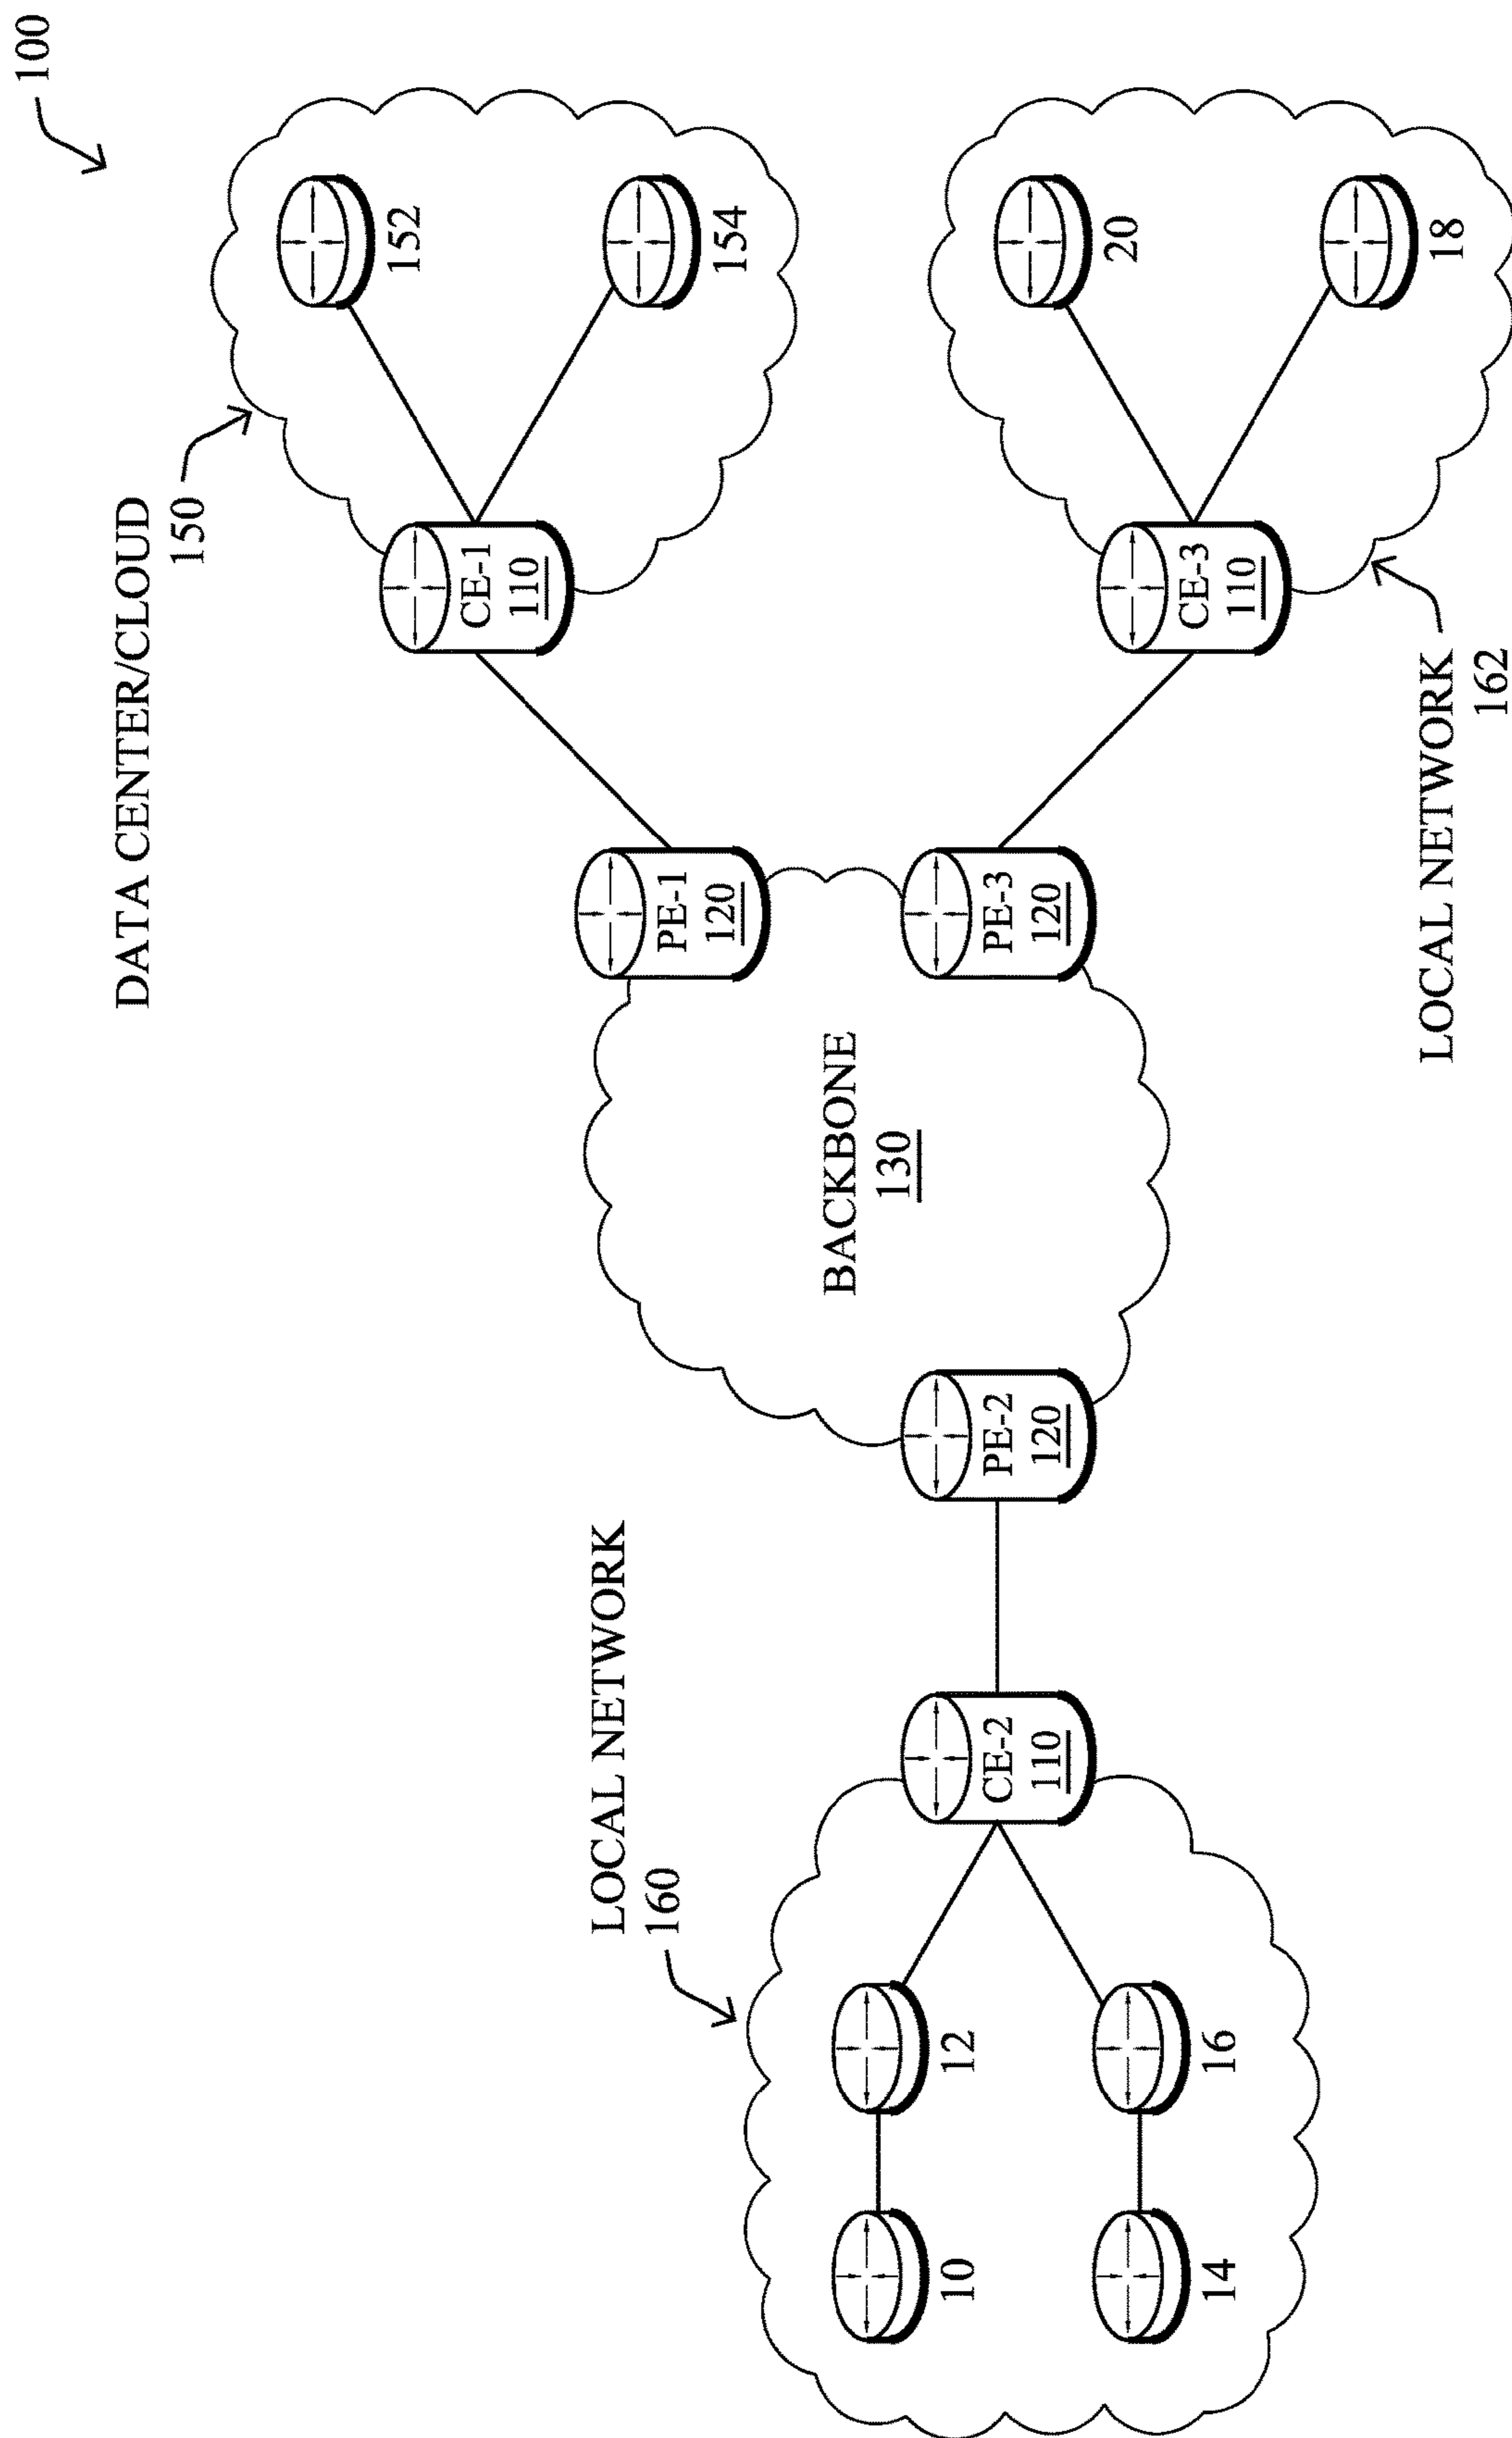 100
DATA CENTER/CLOUD
150
152
154
CE-1
110
PE-1
120
BACKBONE
130
LOCAL NETWORK
160
10
12
14
16
CE-2
110
PE-2
120
PE-3
120
CE-3
110
20
18
LOCAL NETWORK
162